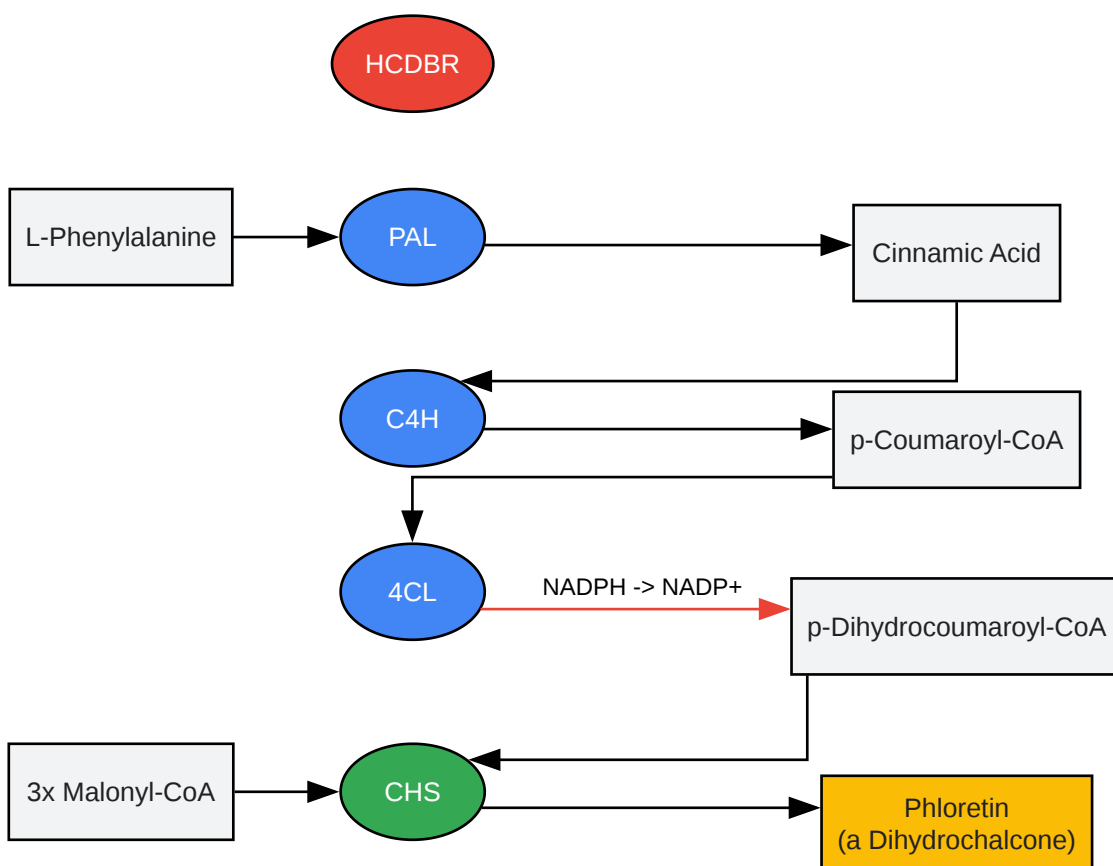 HCDBR
L-Phenylalanine
PAL
Cinnamic Acid
C4H
p-Coumaroyl-CoA
4CL
NADPH -> NADP+
p-Dihydrocoumaroyl-CoA
3x Malonyl-CoA
CHS
Phloretin
(a Dihydrochalcone)